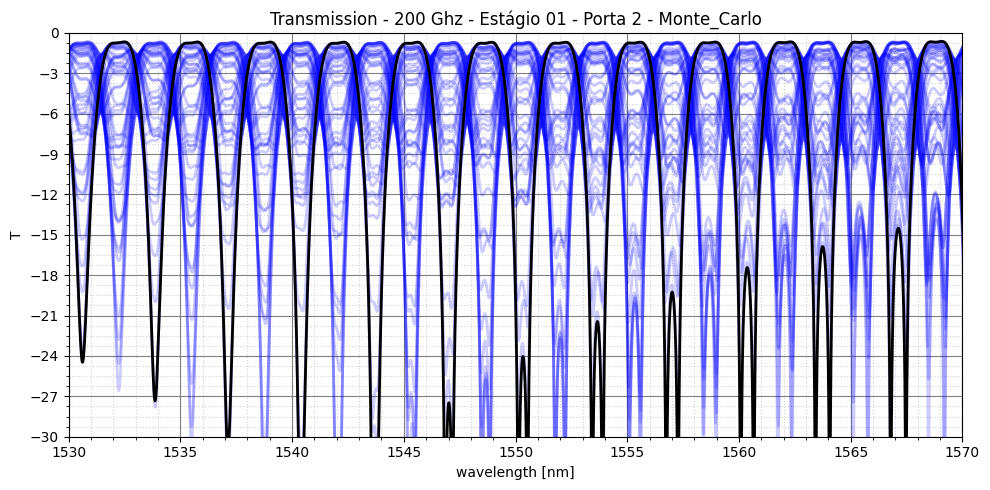 Transmission - 200 Ghz - Estágio 01 - Porta 2 - Monte_Carlo
0
−3
−6
−9
−12
−15
−18
−21
−24
−27
−30
T
1530 1535 1540 1545 1550 1555 1560 1565 1570
wavelength [nm]